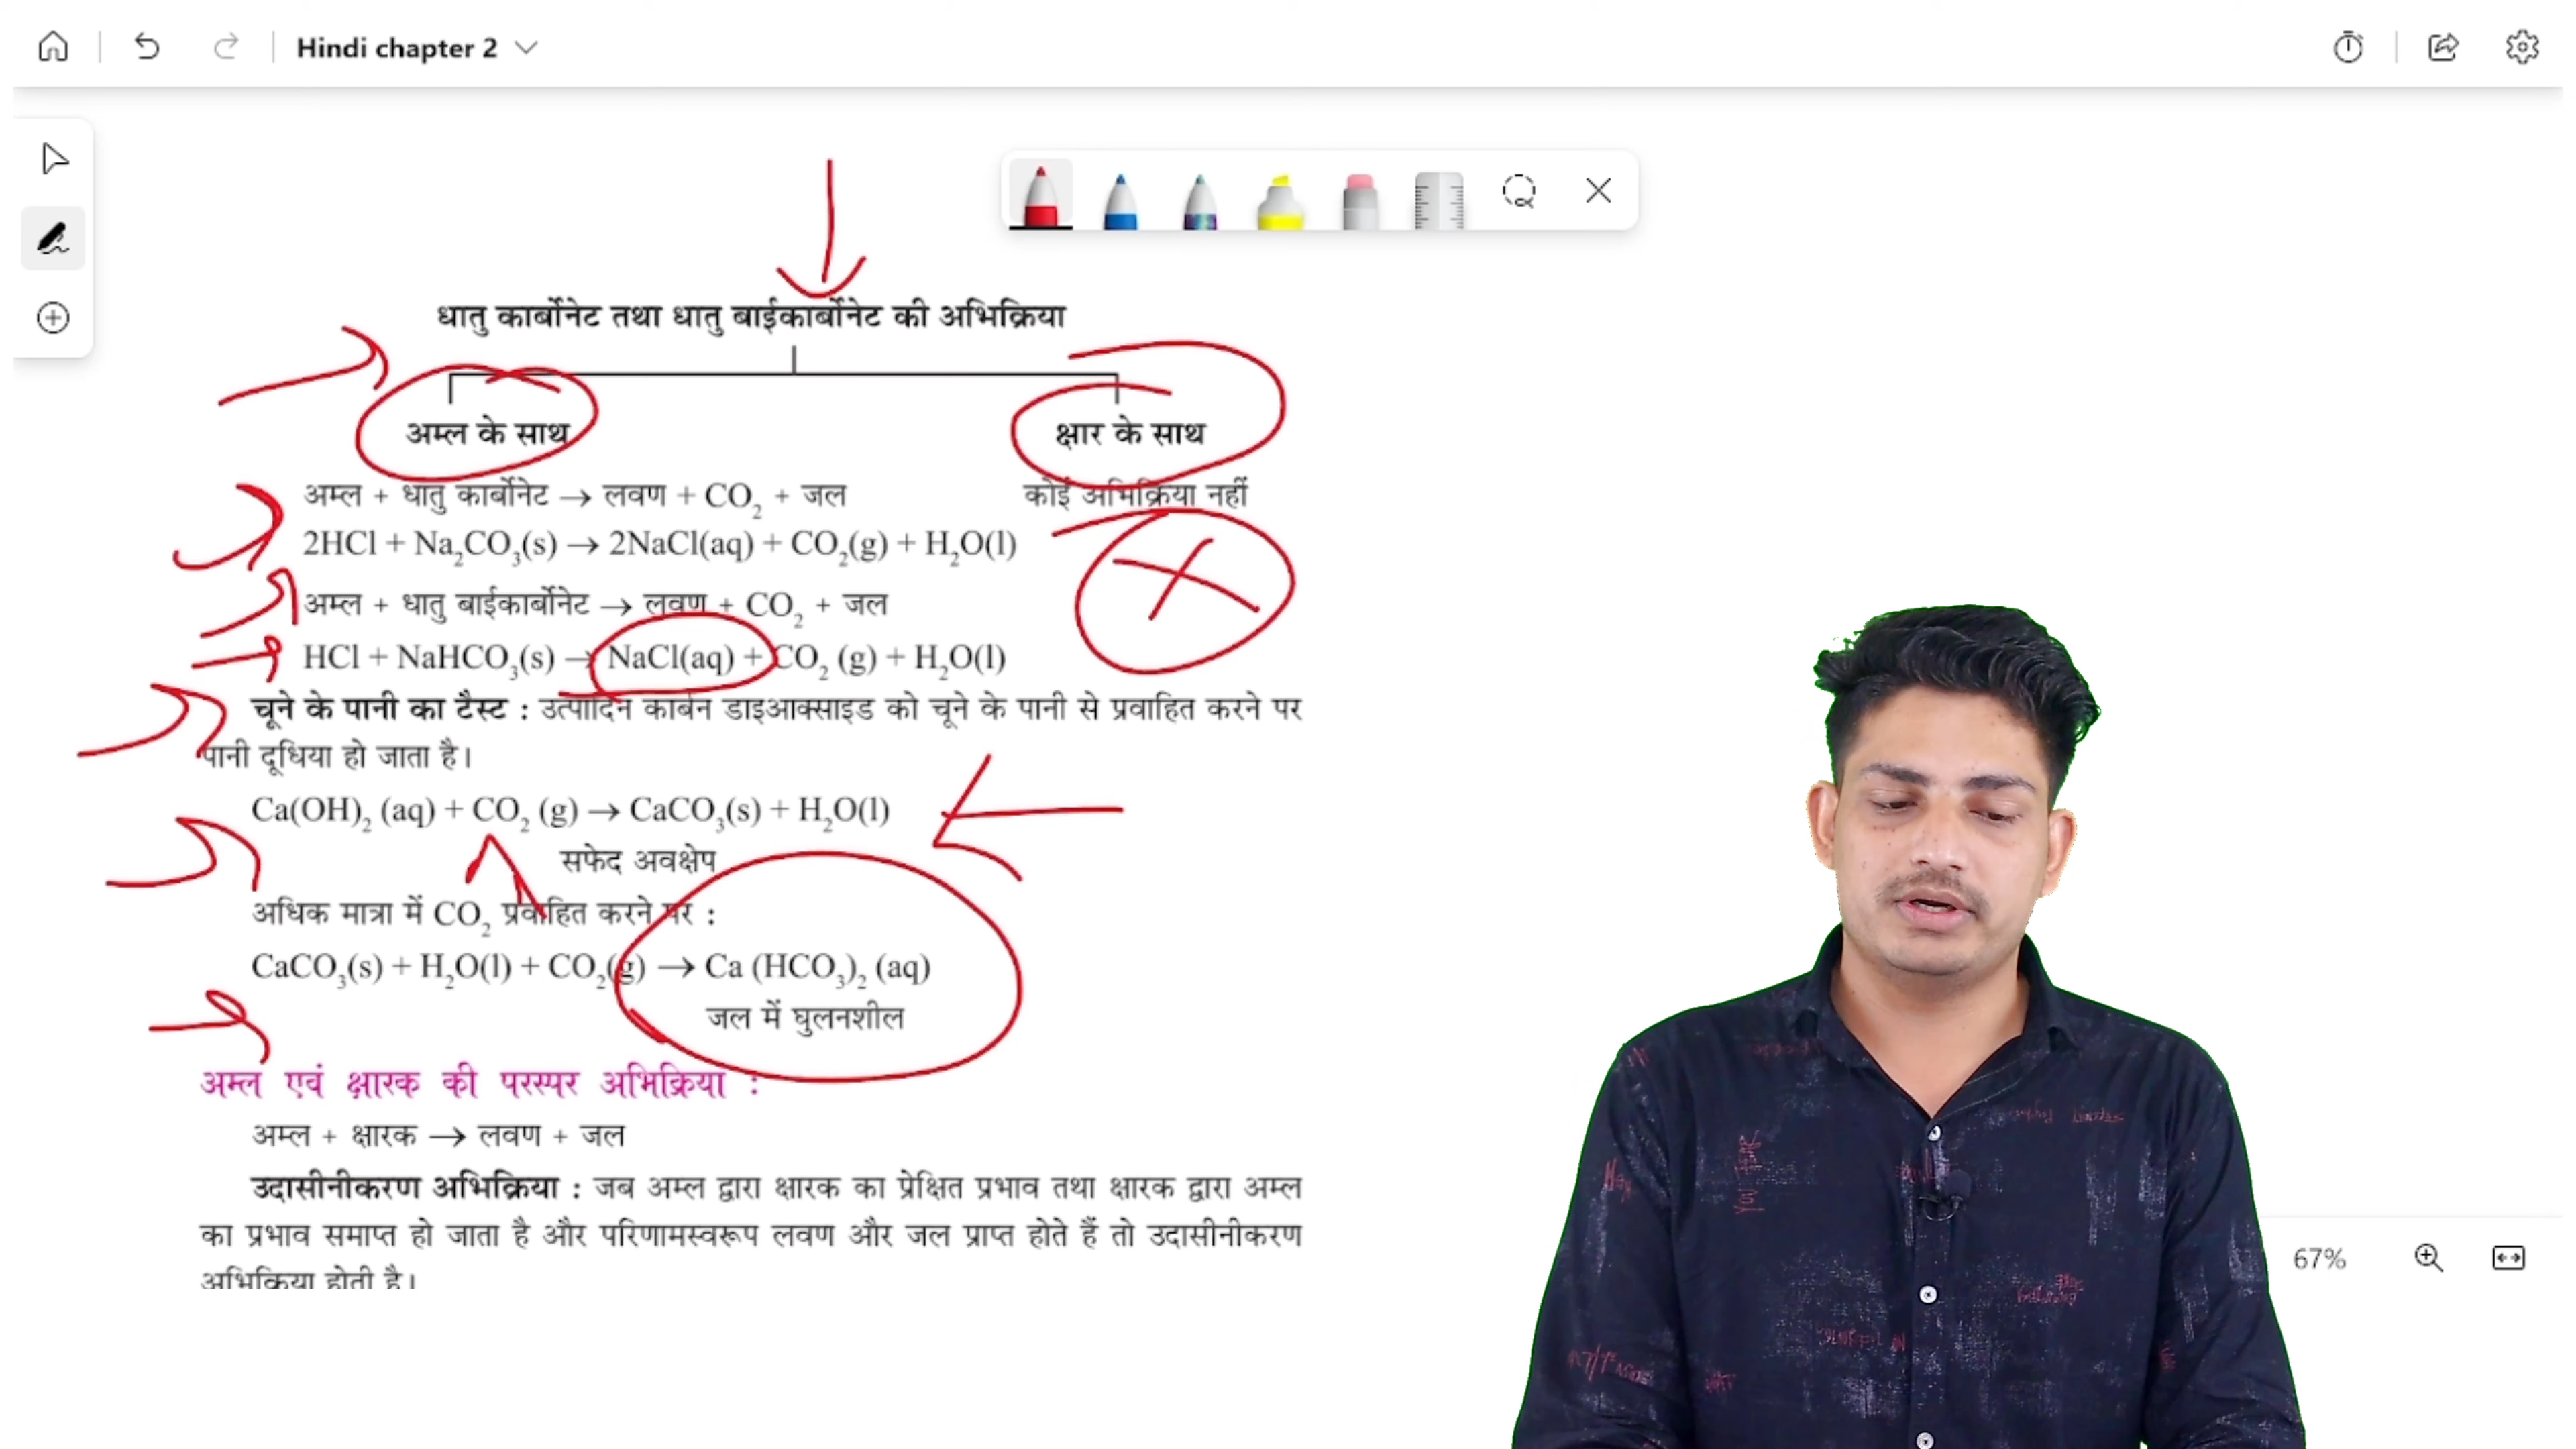 Hindi chapter 2
धातु कार्बोनेट तथा धातु बाईकार्बोनेट की अभिक्रिया
अम्ल के साथ
क्षार के साथ
अम्ल + धातु कार्बोनेट → लवण + CO₂ + जल
कोई अभिक्रिया नहीं
2HCl + Na₂CO₃(s) → 2NaCl(aq) + CO₂(g) + H₂O(l)
अम्ल + धातु बाईकार्बोनेट → लवण + CO₂ + जल
HCl + NaHCO₃(s) → NaCl(aq) + CO₂ (g) + H₂O(l)
चूने के पानी का टैस्ट : उत्पादित कार्बन डाइआक्साइड को चूने के पानी से प्रवाहित करने पर
पानी दूधिया हो जाता है।
Ca(OH)₂ (aq) + CO₂ (g) → CaCO₃(s) + H₂O(l)
सफेद अवक्षेप
अधिक मात्रा में CO₂ प्रवाहित करने पर :
CaCO₃(s) + H₂O(l) + CO₂(g) → Ca (HCO₃)₂ (aq)
जल में घुलनशील
अम्ल एवं क्षारक की परस्पर अभिक्रिया :
अम्ल + क्षारक → लवण + जल
उदासीनीकरण अभिक्रिया : जब अम्ल द्वारा क्षारक का प्रेक्षित प्रभाव तथा क्षारक द्वारा अम्ल
का प्रभाव समाप्त हो जाता है और परिणामस्वरूप लवण और जल प्राप्त होते हैं तो उदासीनीकरण
अभिक्रिया होती है।
67%